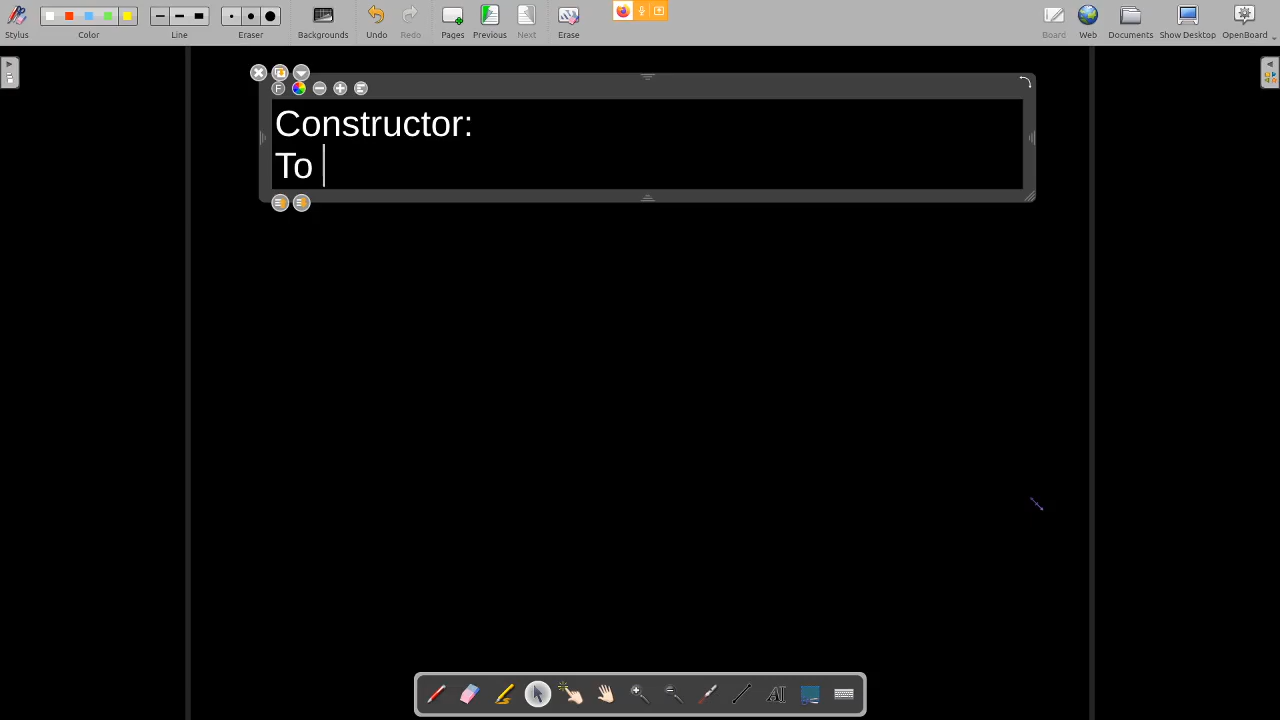 Stylus
Color
Line
Eraser
Backgrounds
Undo
Redo
Pages
Previous
Next
Erase
Board
Web
Documents
Show Desktop
OpenBoard
F
Constructor:
To
AI